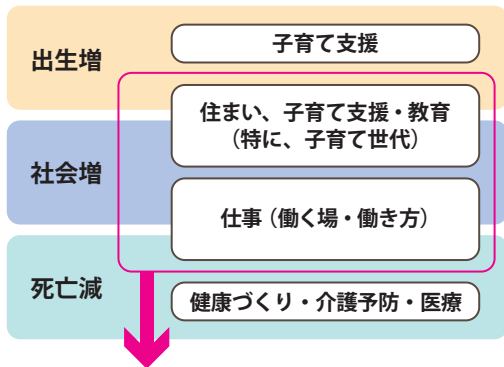 出生増
子育て支援
住まい、子育て支援・教育
（特に、子育て世代）
社会増
仕事（働く場・働き方）
死亡減
健康づくり・介護予防・医療